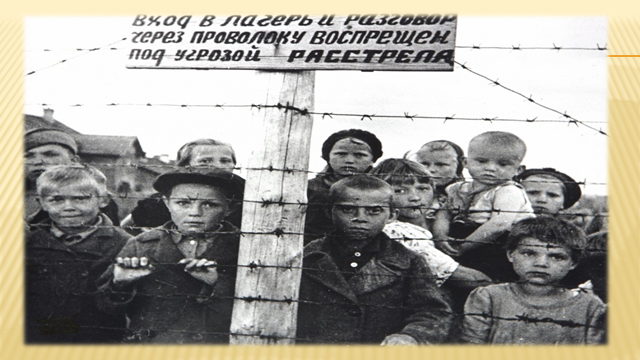 ВХОД В ЛАГЕРЬ И РАЗГОВОР
ЧЕРЕЗ ПРОВОЛОКУ ВОСПРЕЩЕН
ПОД УГРОЗОЙ РАССТРЕЛА